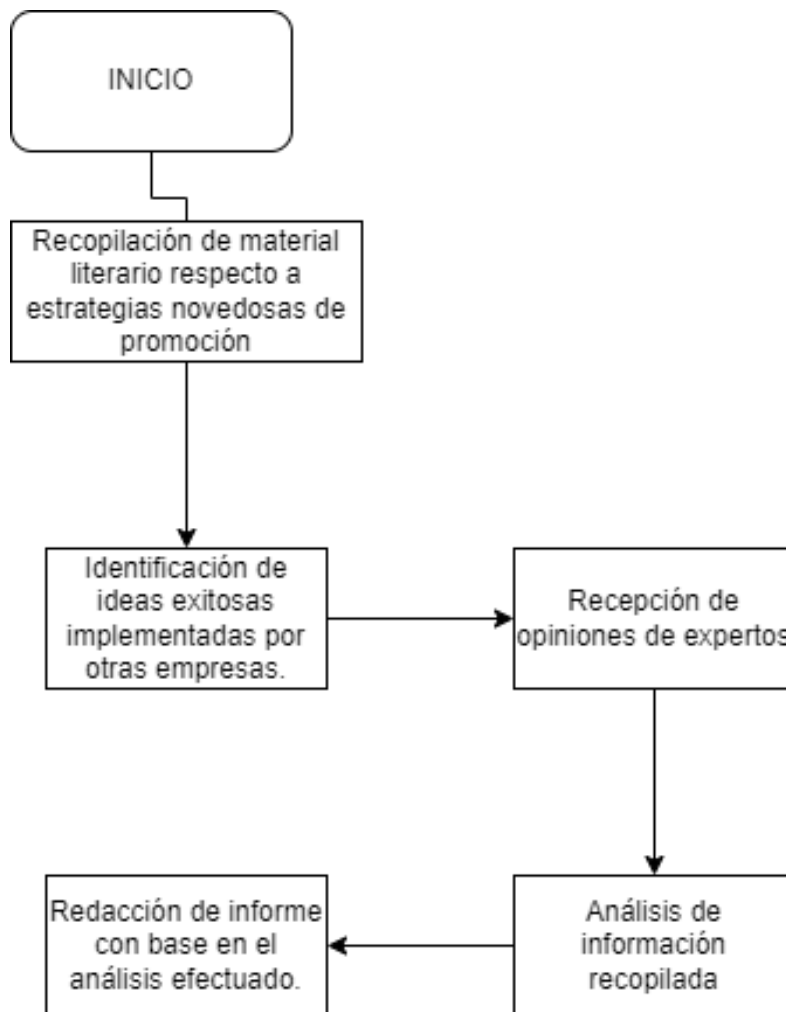 INICIO
Recopilación de material
literario respecto a
estrategias novedosas de
promoción
Identificación de
ideas exitosas
implementadas por
otras empresas.
Recepción de
opiniones de expertos
Análisis de
información
recopilada
Redacción de informe
con base en el
análisis efectuado.